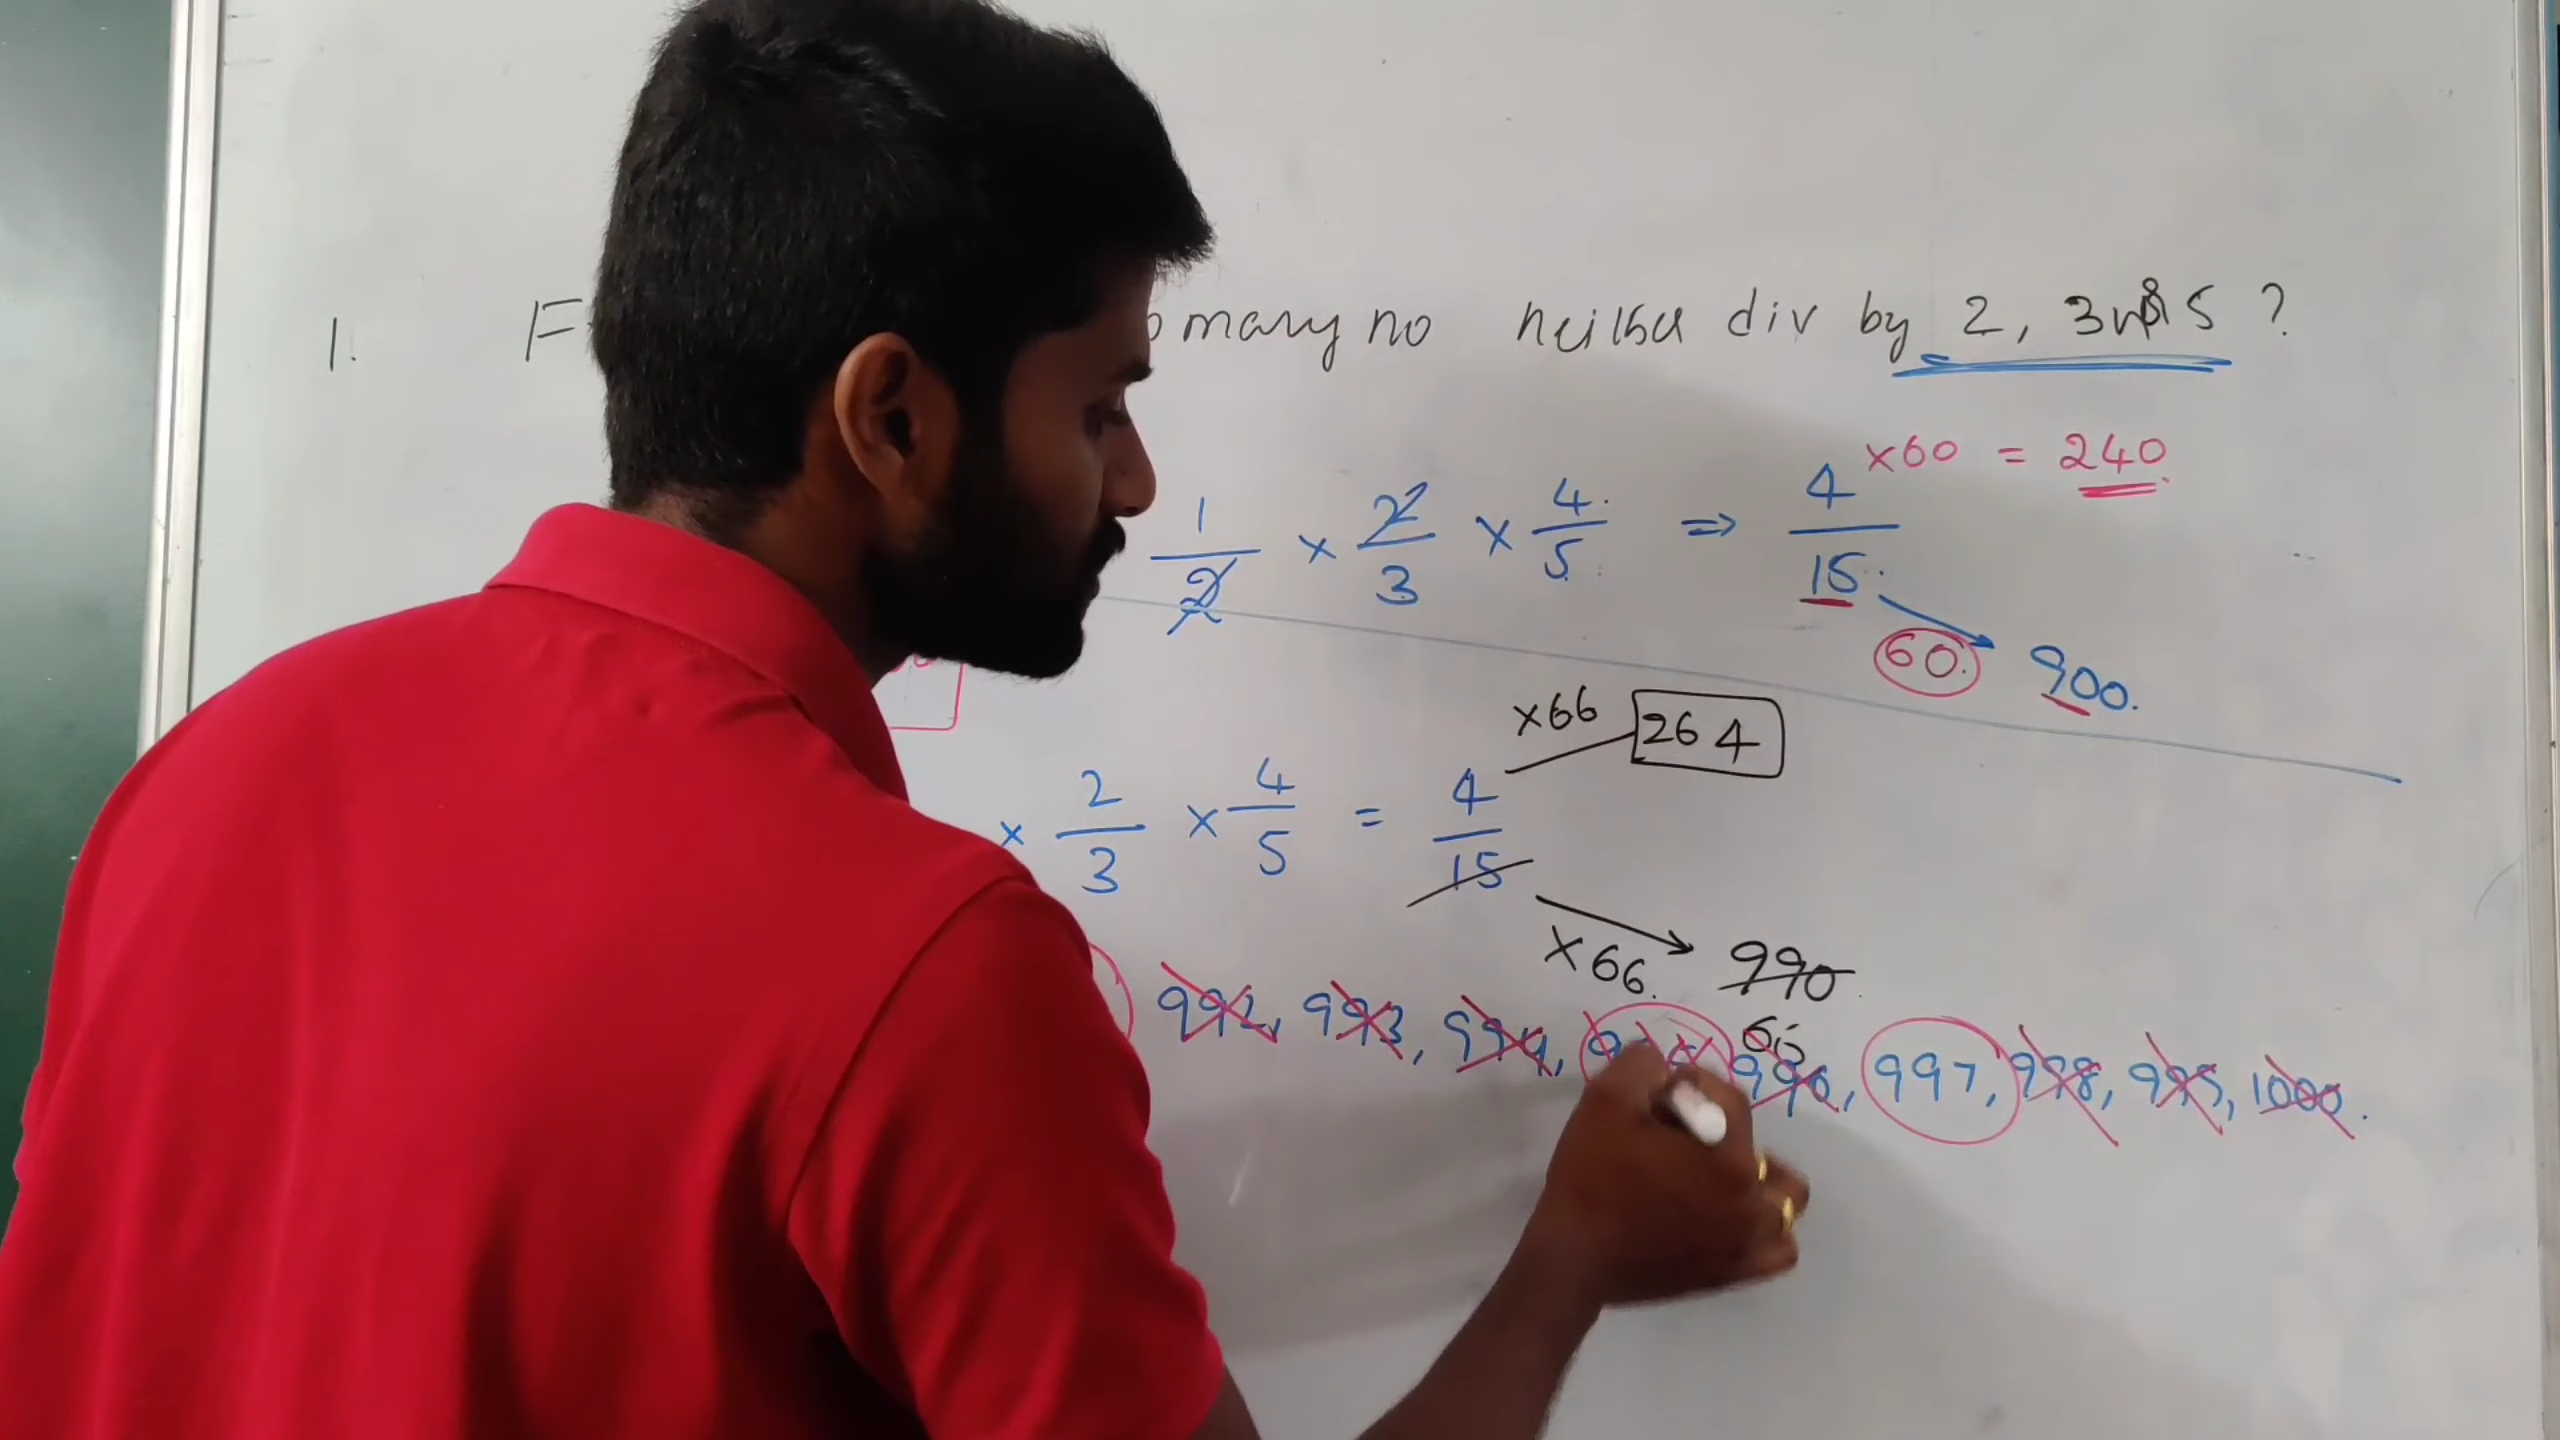 1. many no neither div by 2, 3 & 5 ?
×60 = 240
1/2 × 2/3 × 4/5 ⇒ 4/15
60. 900.
×66 264
× 2/3 × 4/5 = 4/15
×66. 990
992, 993, 994, 996, 997, 998, 999, 1000.